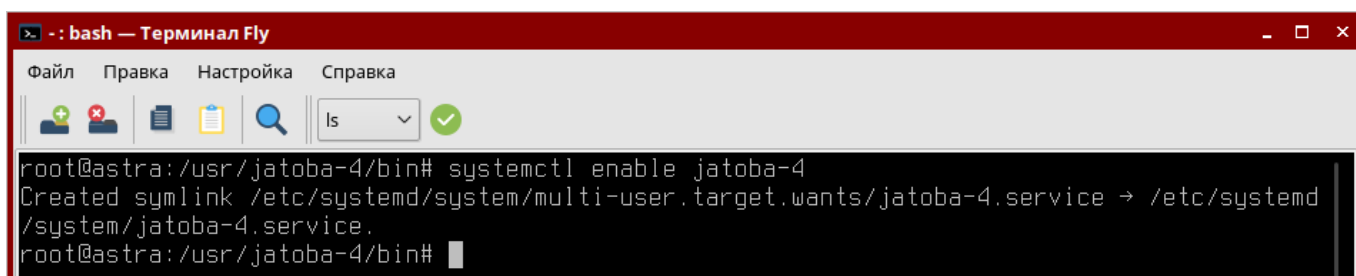 - : bash — Терминал Fly
Файл Правка Настройка Справка
ls
root@astra:/usr/jatoba-4/bin# systemctl enable jatoba-4
Created symlink /etc/systemd/system/multi-user.target.wants/jatoba-4.service → /etc/systemd
/system/jatoba-4.service.
root@astra:/usr/jatoba-4/bin#